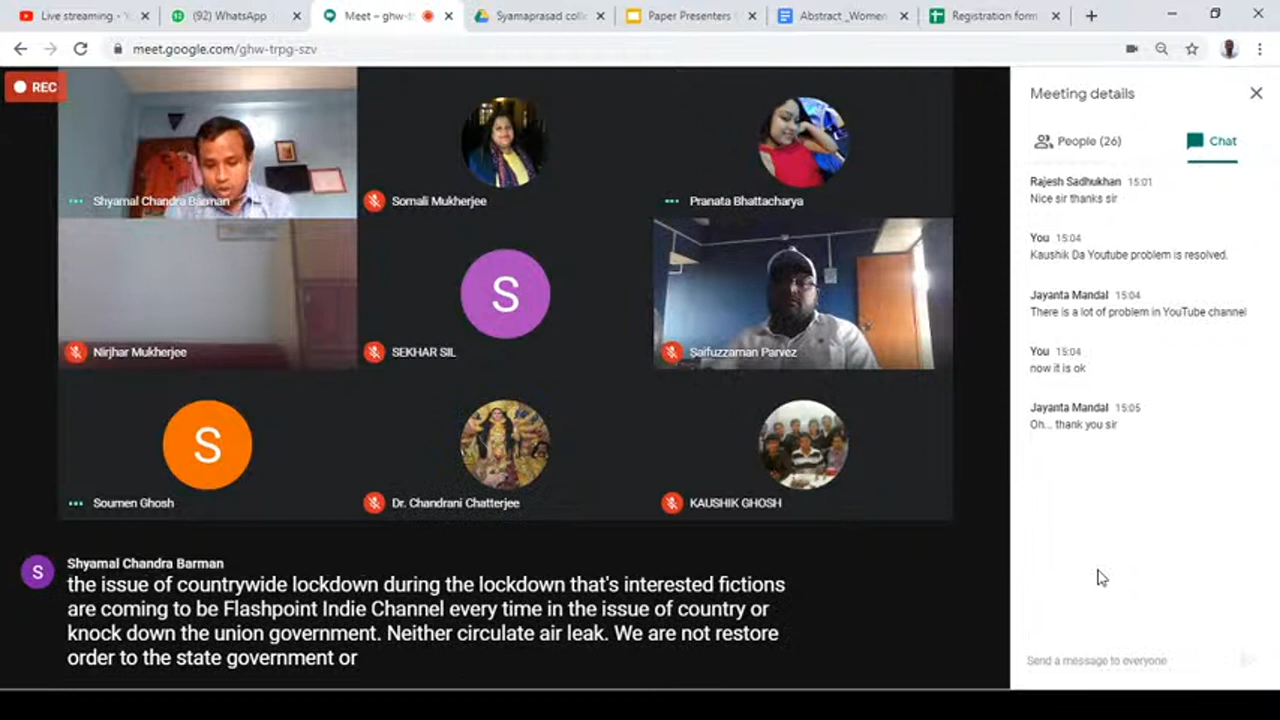 Live streaming - Y
(92) WhatsApp
Meet – ghw-t
Syamaprasad coll
Paper Presenters
Abstract _Women
Registration form
meet.google.com/ghw-trpg-szv
REC
Shyamal Chandra Barman
Somali Mukherjee
Pranata Bhattacharya
Nirjhar Mukherjee
S
SEKHAR SIL
Saifuzzaman Parvez
S
Soumen Ghosh
Dr. Chandrani Chatterjee
KAUSHIK GHOSH
S
Shyamal Chandra Barman
the issue of countrywide lockdown during the lockdown that's interested fictions
are coming to be Flashpoint Indie Channel every time in the issue of country or
knock down the union government. Neither circulate air leak. We are not restore
order to the state government or
Meeting details
People (26)
Chat
Rajesh Sadhukhan 15:01
Nice sir thanks sir
You 15:04
Kaushik Da Youtube problem is resolved.
Jayanta Mandal 15:04
There is a lot of problem in YouTube channel
You 15:04
now it is ok
Jayanta Mandal 15:05
Oh... thank you sir
Send a message to everyone